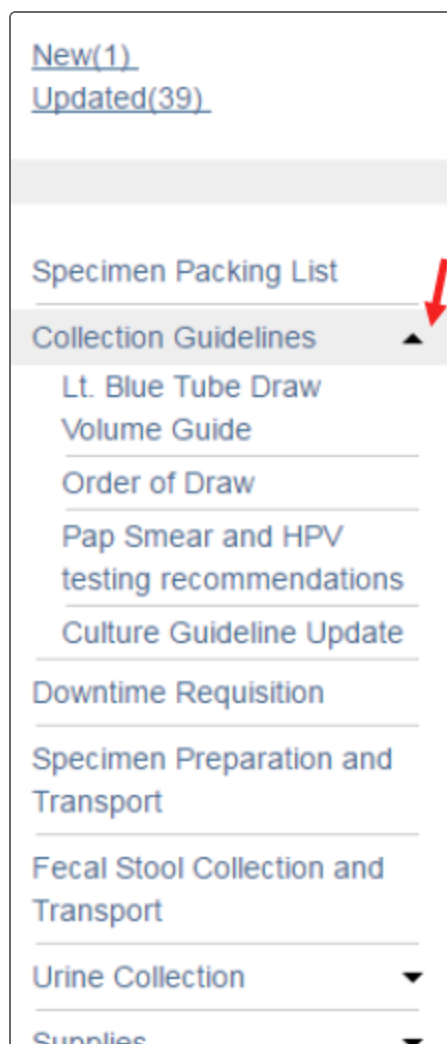 New(1)
Updated(39)
Specimen Packing List
Collection Guidelines
Lt. Blue Tube Draw
Volume Guide
Order of Draw
Pap Smear and HPV
testing recommendations
Culture Guideline Update
Downtime Requisition
Specimen Preparation and
Transport
Fecal Stool Collection and
Transport
Urine Collection
Supplies